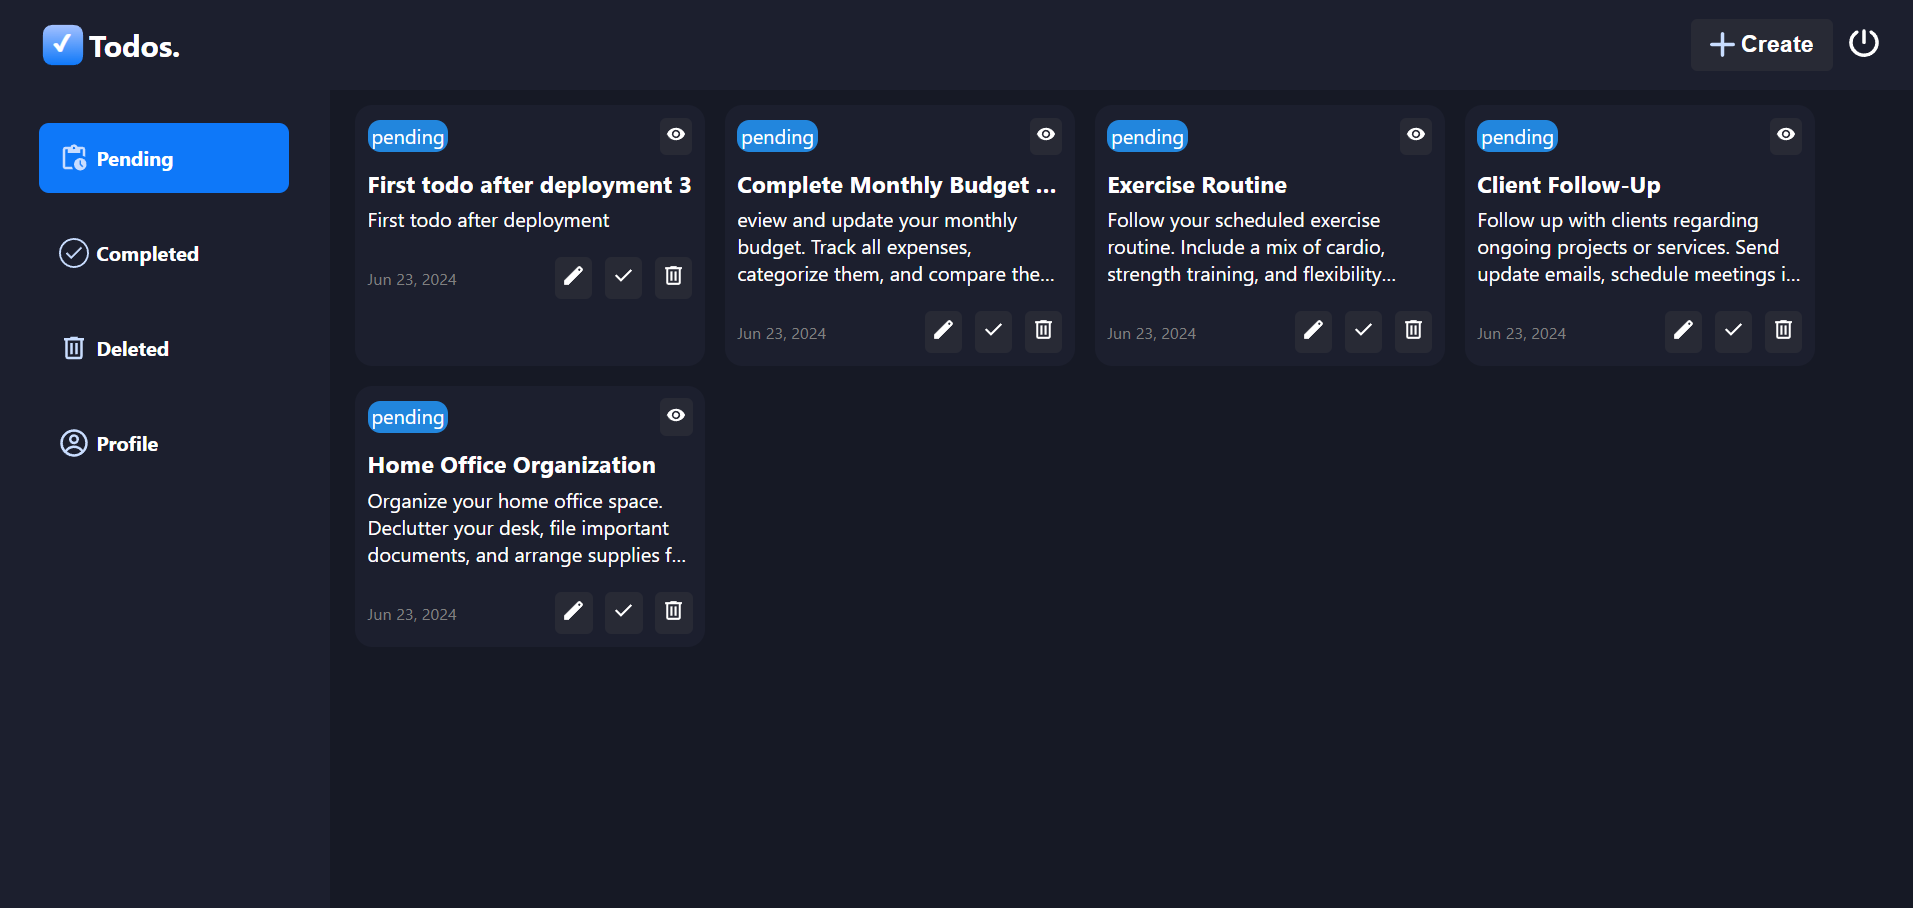 Todos.
Create
Pending
Completed
Deleted
Profile
pending
First todo after deployment 3
First todo after deployment
Jun 23, 2024
pending
Complete Monthly Budget ...
eview and update your monthly
budget. Track all expenses,
categorize them, and compare the...
Jun 23, 2024
pending
Exercise Routine
Follow your scheduled exercise
routine. Include a mix of cardio,
strength training, and flexibility...
Jun 23, 2024
pending
Client Follow-Up
Follow up with clients regarding
ongoing projects or services. Send
update emails, schedule meetings i...
Jun 23, 2024
pending
Home Office Organization
Organize your home office space.
Declutter your desk, file important
documents, and arrange supplies f...
Jun 23, 2024